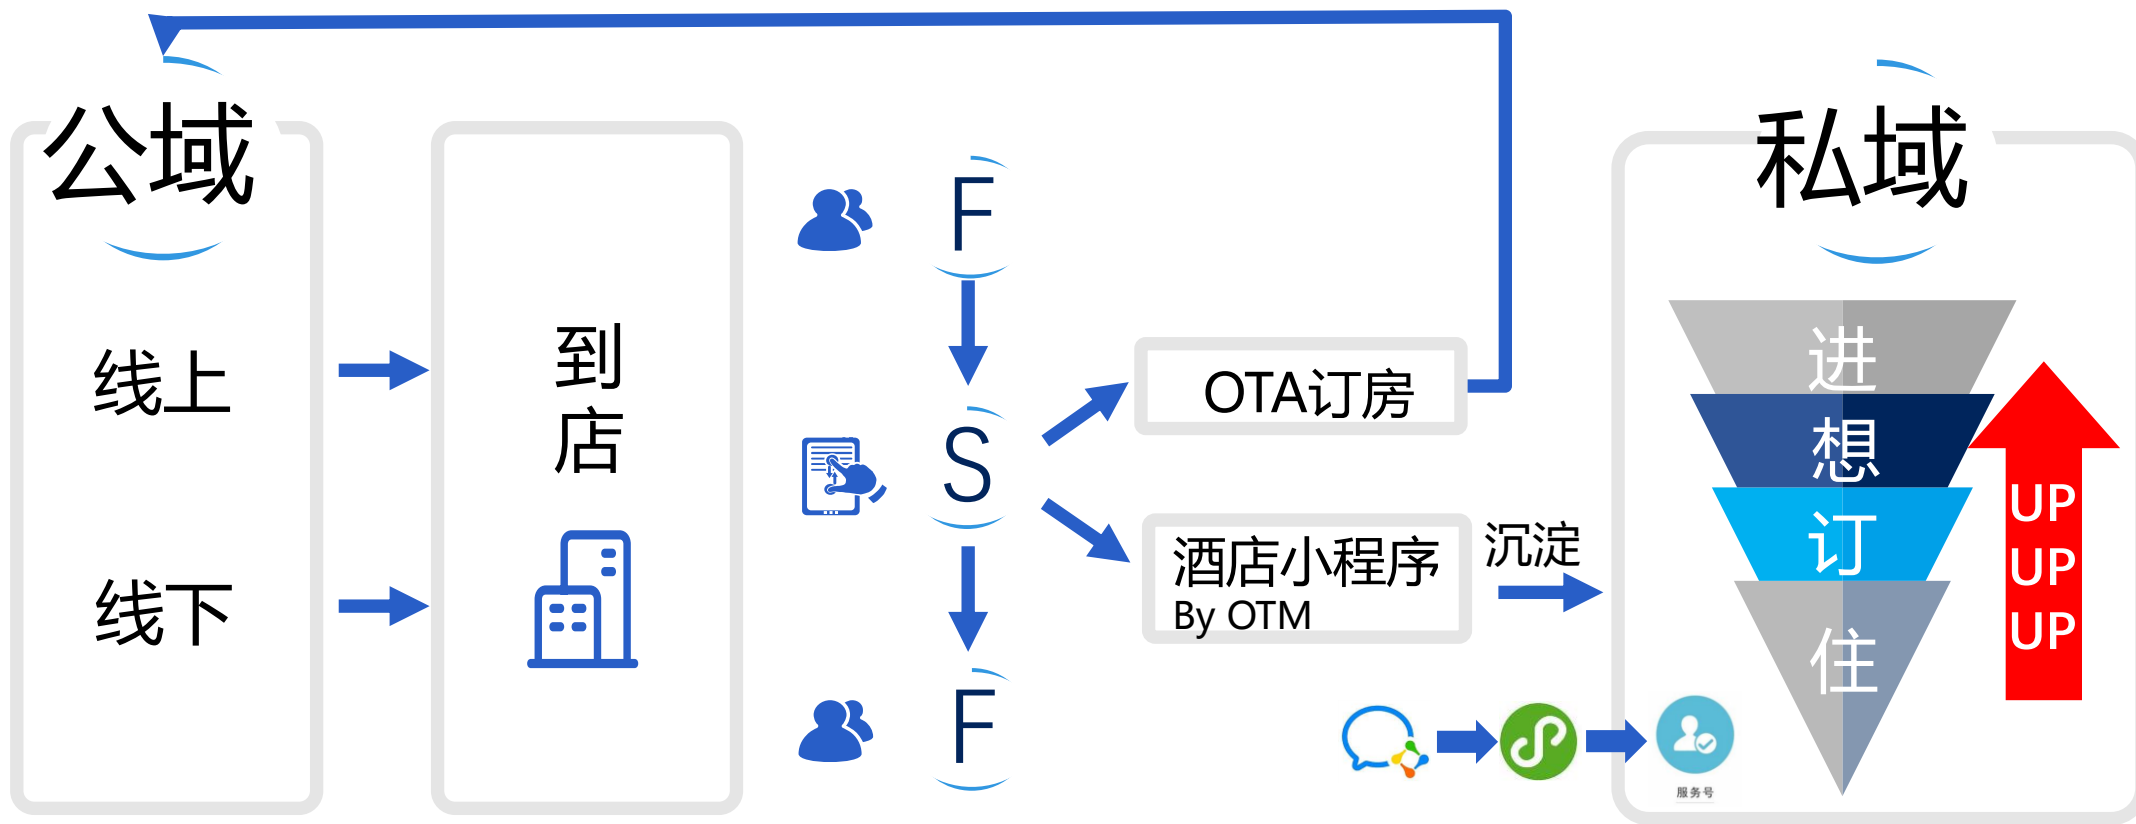 公域
线上
线下
到
店
F
S
F
OTA订房
酒店小程序
By OTM
沉淀
私域
进
想
订
住
UP
UP
UP
服务号